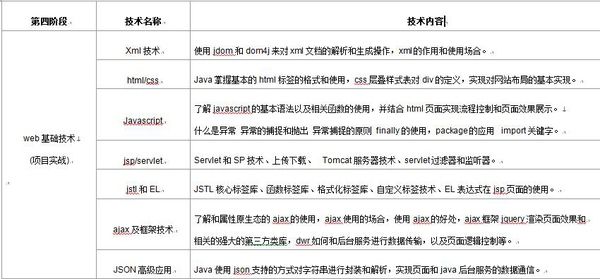 第四阶段 技术名称 技术内容
web 基础技术
(项目实战)
Xml 技术 使用 jdom 和 dom4j 来对 xml 文档的解析和生成操作，xml的作用和使用场合。
html/css Java 掌握基本的 html 标签的格式和使用，css 层叠样式表对 div 的定义，实现对网站布局的基本实现。
Javascript 了解 javascript 的基本语法以及相关函数的使用，并结合 html 页面实现流程控制和页面效果展示。
什么是异常 异常的捕捉和抛出 异常捕捉的原则 finally 的使用，package 的应用 import 关键字。
jsp/servlet Servlet 和 SP 技术、上传下载、 Tomcat 服务器技术、servlet 过滤器和监听器。
jstl 和 EL JSTL 核心标签库、函数标签库、格式化标签库、自定义标签技术、EL 表达式在 jsp 页面的使用。
ajax 及框架技术 了解和属性原生态的 ajax 的使用，ajax 使用的场合，使用 ajax 的好处，ajax 框架 jquery 渲染页面效果和
相关的强大的第三方类库，dwr 如何和后台服务进行数据传输，以及页面逻辑控制等。
JSON 高级应用 Java 使用 json 支持的方式对字符串进行封装和解析，实现页面和 java 后台服务的数据通信。